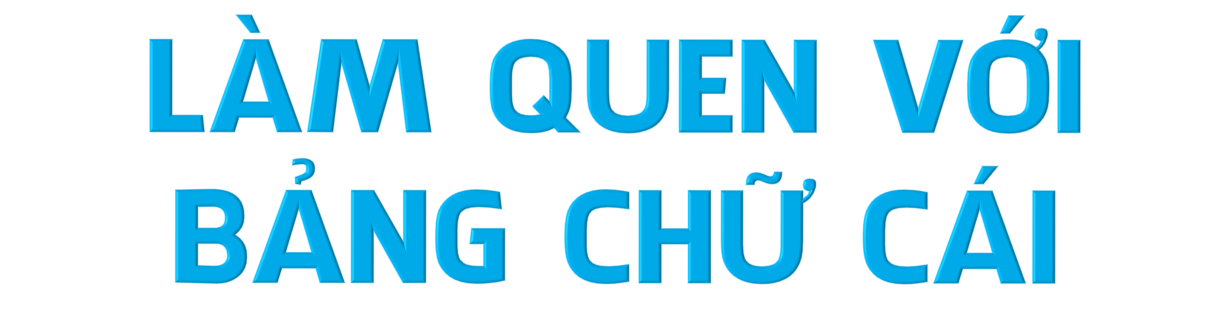 LÀM QUEN VỚI
BẢNG CHỮ CÁI